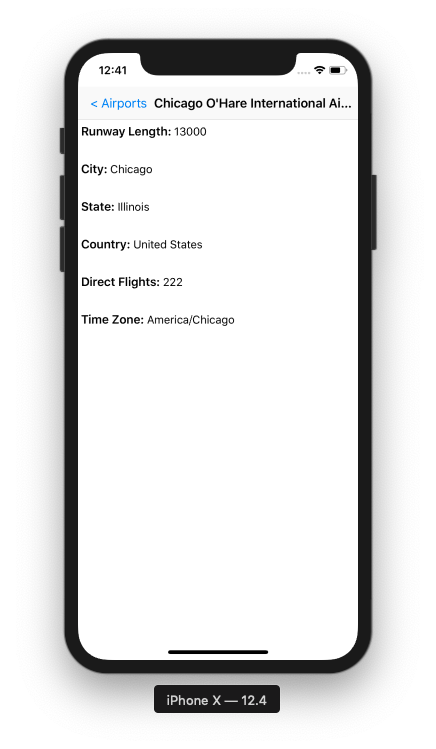 12:41
< Airports Chicago O'Hare International Ai...
Runway Length: 13000
City: Chicago
State: Illinois
Country: United States
Direct Flights: 222
Time Zone: America/Chicago
iPhone X — 12.4